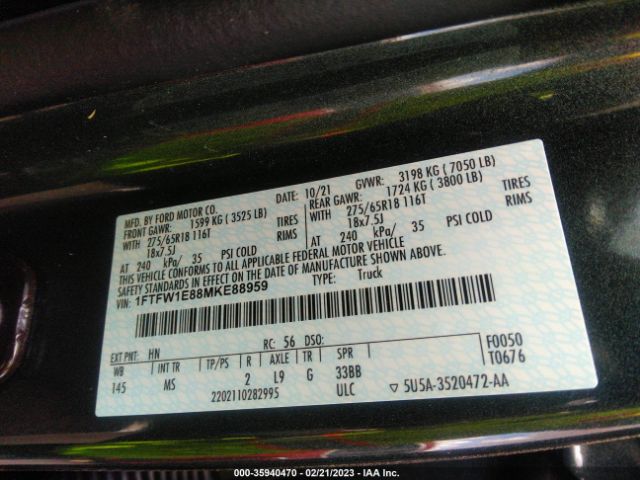 MFD. BY FORD MOTOR CO.
DATE: 10/21 GVWR: 3198 KG ( 7050 LB)
FRONT GAWR: 1599 KG ( 3525 LB)
REAR GAWR: 1724 KG ( 3800 LB)
WITH 275/65R18 116T TIRES
WITH 275/65R18 116T TIRES
18x7.5J RIMS
18x7.5J RIMS
AT 240 kPa/ 35 PSI COLD
AT 240 kPa/ 35 PSI COLD
THIS VEHICLE CONFORMS TO ALL APPLICABLE FEDERAL MOTOR VEHICLE
SAFETY STANDARDS IN EFFECT ON THE DATE OF MANUFACTURE SHOWN ABOVE.
VIN: 1FTFW1E88MKE88959
TYPE: Truck
EXT PNT: HN RC: 56 DSO: F0050
WB INT TR TP/PS R AXLE TR SPR T0676
145 MS 2 L9 G 33BB
2202110282995 ULC ▽ 5U5A-3520472-AA
000-35940470 - 02/21/2023 - IAA Inc.